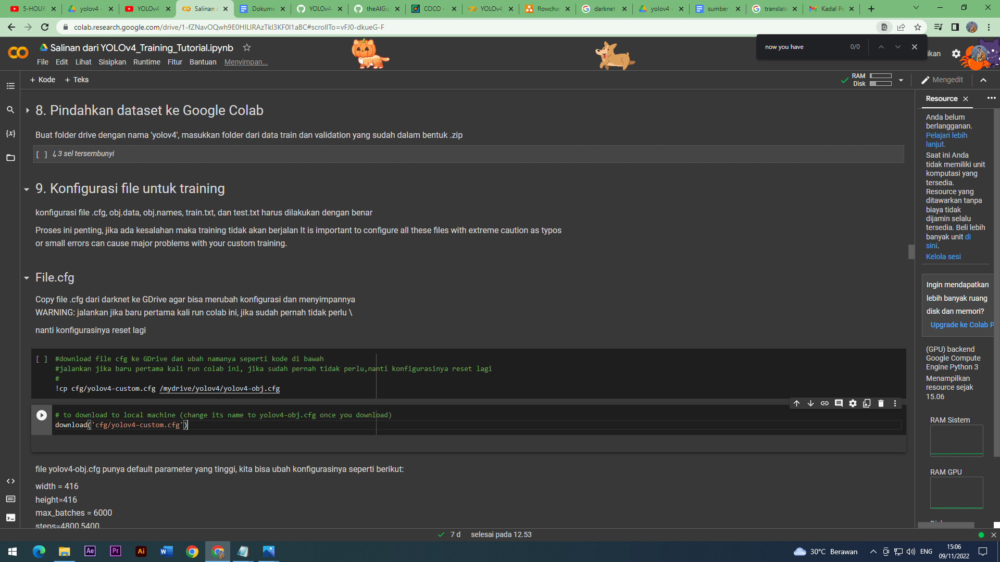 5-HOUR
yolov4 -
YOLOv4
Salinan c
Dokume
YOLOv4-
theAIGuy
COCO -
YOLOv4_
flowchar
darknet
yolov4 -
sumber
translate
Kadal Pe
colab.research.google.com/drive/1-fZNavOQwh9E0HILIRAzTkI3KF0I1aBC#scrollTo=vFJ0-dkueG-F
Salinan dari YOLOv4_Training_Tutorial.ipynb
now you have 0/0
ikan
File Edit Lihat Sisipkan Runtime Fitur Bantuan Menyimpan...
+ Kode + Teks
RAM
Disk
Mengedit
8. Pindahkan dataset ke Google Colab
Buat folder drive dengan nama 'yolov4', masukkan folder dari data train dan validation yang sudah dalam bentuk .zip
[ ] ↳ 3 sel tersembunyi
9. Konfigurasi file untuk training
konfigurasi file .cfg, obj.data, obj.names, train.txt, dan test.txt harus dilakukan dengan benar
Proses ini penting, jika ada kesalahan maka training tidak akan berjalan It is important to configure all these files with extreme caution as typos
or small errors can cause major problems with your custom training.
File.cfg
Copy file .cfg dari darknet ke GDrive agar bisa merubah konfigurasi dan menyimpannya
WARNING: jalankan jika baru pertama kali run colab ini, jika sudah pernah tidak perlu \
nanti konfigurasinya reset lagi
[ ] #download file cfg ke GDrive dan ubah namanya seperti kode di bawah
#jalankan jika baru pertama kali run colab ini, jika sudah pernah tidak perlu,nanti konfigurasinya reset lagi
#
!cp cfg/yolov4-custom.cfg /mydrive/yolov4/yolov4-obj.cfg
# to download to local machine (change its name to yolov4-obj.cfg once you download)
download('cfg/yolov4-custom.cfg')
file yolov4-obj.cfg punya default parameter yang tinggi, kita bisa ubah konfigurasinya seperti berikut:
width = 416
height=416
max_batches = 6000
steps=4800,5400
Resource
Anda belum
berlangganan.
Pelajari lebih
lanjut.
Saat ini Anda
tidak memiliki unit
komputasi yang
tersedia.
Resource yang
ditawarkan tanpa
biaya tidak
dijamin selalu
tersedia. Beli lebih
banyak unit di
sini.
Kelola sesi
Ingin mendapatkan
lebih banyak ruang
disk dan memori?
Upgrade ke Colab P
(GPU) backend
Google Compute
Engine Python 3
Menampilkan
resource sejak
15.06
RAM Sistem
RAM GPU
7 d selesai pada 12.53
Ae
Pr
Ai
30°C Berawan
ENG
15:06
09/11/2022